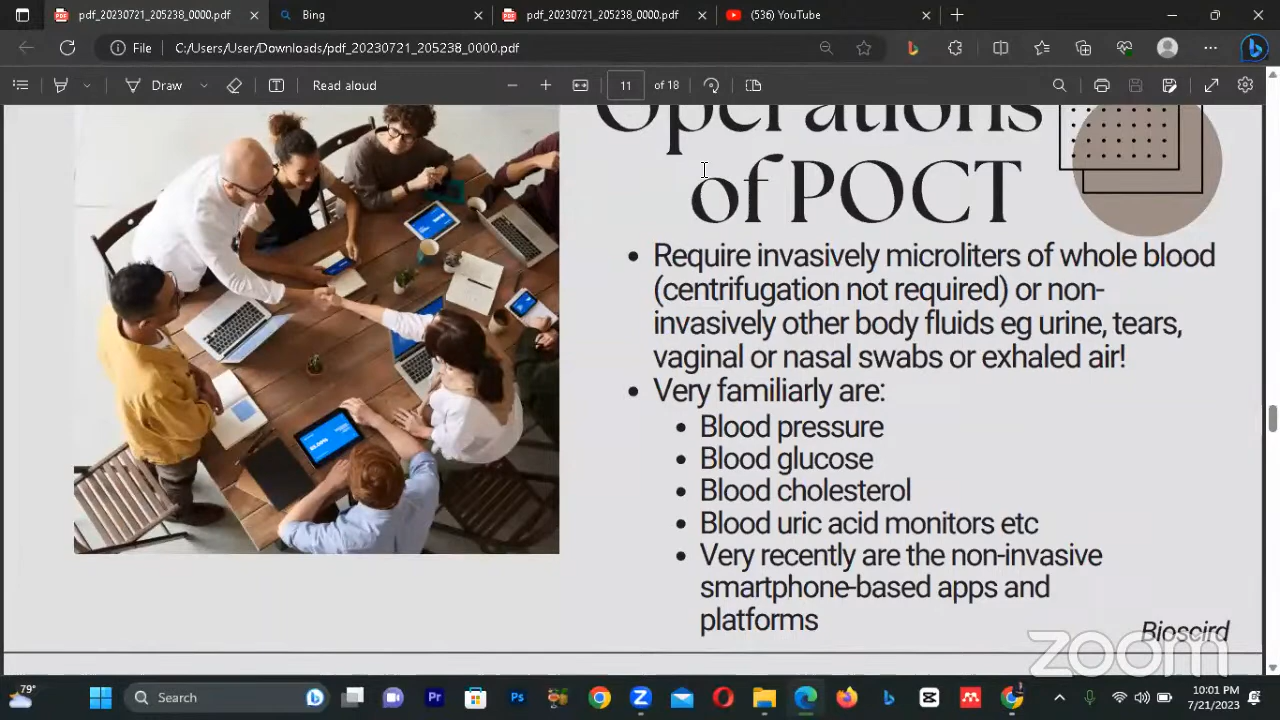 pdf_20230721_205238_0000.pdf
Bing
pdf_20230721_205238_0000.pdf
(536) YouTube
File
C:/Users/User/Downloads/pdf_20230721_205238_0000.pdf
Draw
Read aloud
11
of 18
Operations
of POCT
Require invasively microliters of whole blood
(centrifugation not required) or non-
invasively other body fluids eg urine, tears,
vaginal or nasal swabs or exhaled air!
Very familiarly are:
Blood pressure
Blood glucose
Blood cholesterol
Blood uric acid monitors etc
Very recently are the non-invasive
smartphone-based apps and
platforms
Bioscird
zoom
79°
Search
Pr
Ps
10:01 PM
7/21/2023